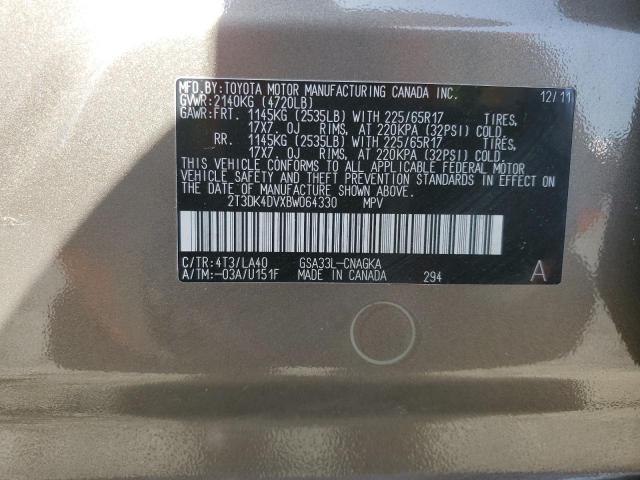 MFD.BY:TOYOTA MOTOR MANUFACTURING CANADA INC. 12/11
GVWR:2140KG (4720LB)
GAWR:FRT. 1145KG (2535LB) WITH 225/65R17 TIRES,
17X7.0J RIMS, AT 220KPA (32PSI) COLD.
RR. 1145KG (2535LB) WITH 225/65R17 TIRES,
17X7.0J RIMS, AT 220KPA (32PSI) COLD.
THIS VEHICLE CONFORMS TO ALL APPLICABLE FEDERAL MOTOR
VEHICLE SAFETY AND THEFT PREVENTION STANDARDS IN EFFECT ON
THE DATE OF MANUFACTURE SHOWN ABOVE.
2T3DK4DVXBW064330 MPV
C/TR:4T3/LA40 GSA33L-CNAGKA
A/TM:-03A/U151F MADE IN CANADA 294 A